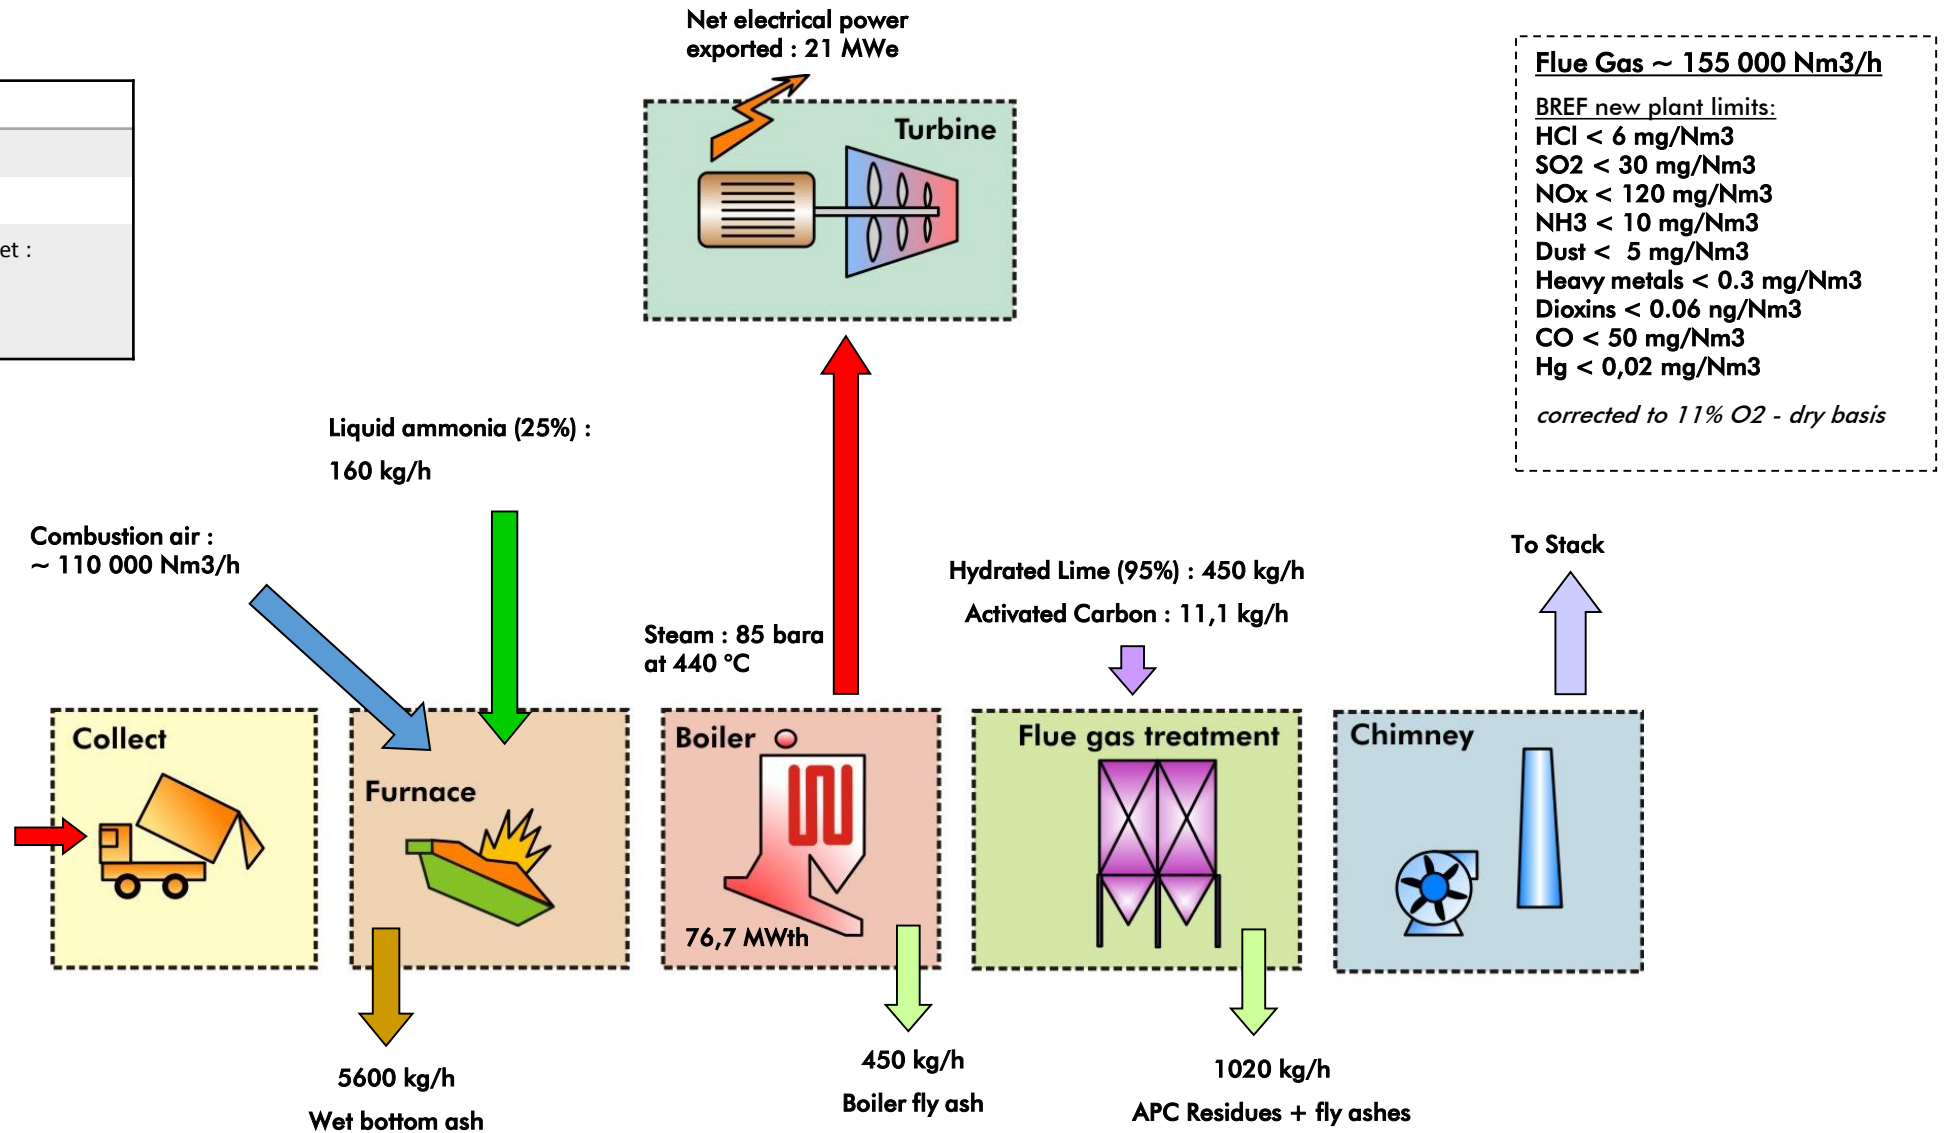 Net electrical power
exported : 21 MWe
et :
Turbine
Flue Gas ~ 155 000 Nm3/h
BREF new plant limits:
HCl < 6 mg/Nm3
SO2 < 30 mg/Nm3
NOx < 120 mg/Nm3
NH3 < 10 mg/Nm3
Dust <  5 mg/Nm3
Heavy metals < 0.3 mg/Nm3
Dioxins < 0.06 ng/Nm3
CO < 50 mg/Nm3
Hg < 0,02 mg/Nm3
corrected to 11% O2 - dry basis
Liquid ammonia (25%) :
160 kg/h
Combustion air :
~ 110 000 Nm3/h
Steam : 85 bara
at 440 °C
Hydrated Lime (95%) : 450 kg/h
Activated Carbon : 11,1 kg/h
To Stack
Collect
Furnace
Boiler
76,7 MWth
Flue gas treatment
Chimney
5600 kg/h
Wet bottom ash
450 kg/h
Boiler fly ash
1020 kg/h
APC Residues + fly ashes